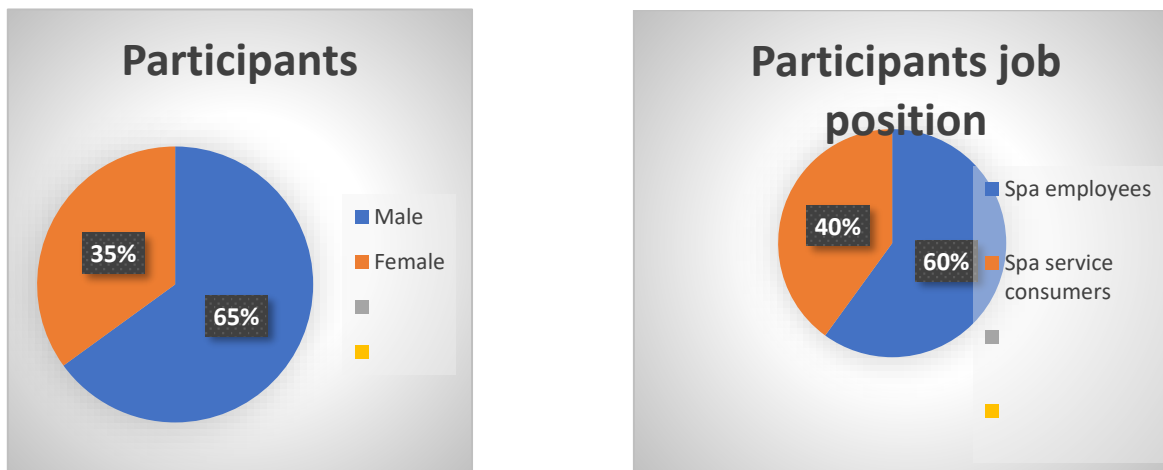 Participants
35%
65%
Male
Female
Participants job
position
40%
60%
Spa employees
Spa service
consumers